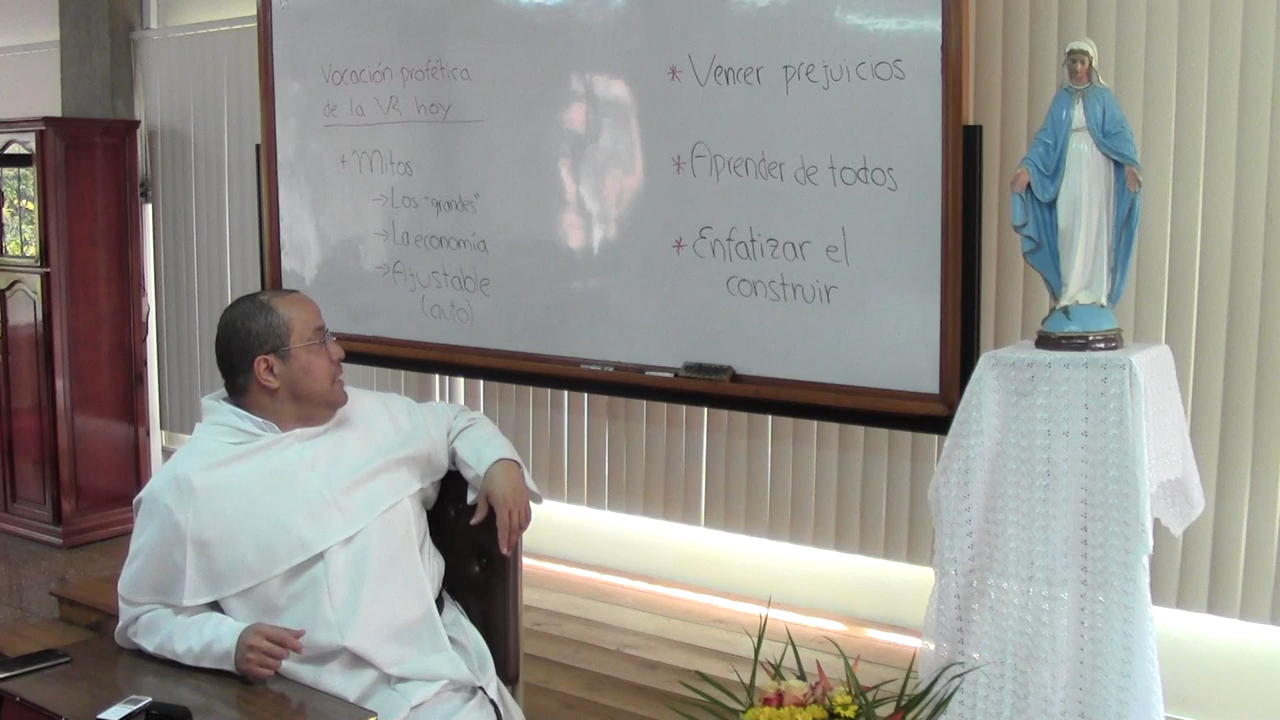 Vocación profética
de la VR hoy
+ Mitos
→ Los "grandes"
→ La economía
→ Ajustable
(auto)
* Vencer prejuicios
* Aprender de todos
* Enfatizar el
construir